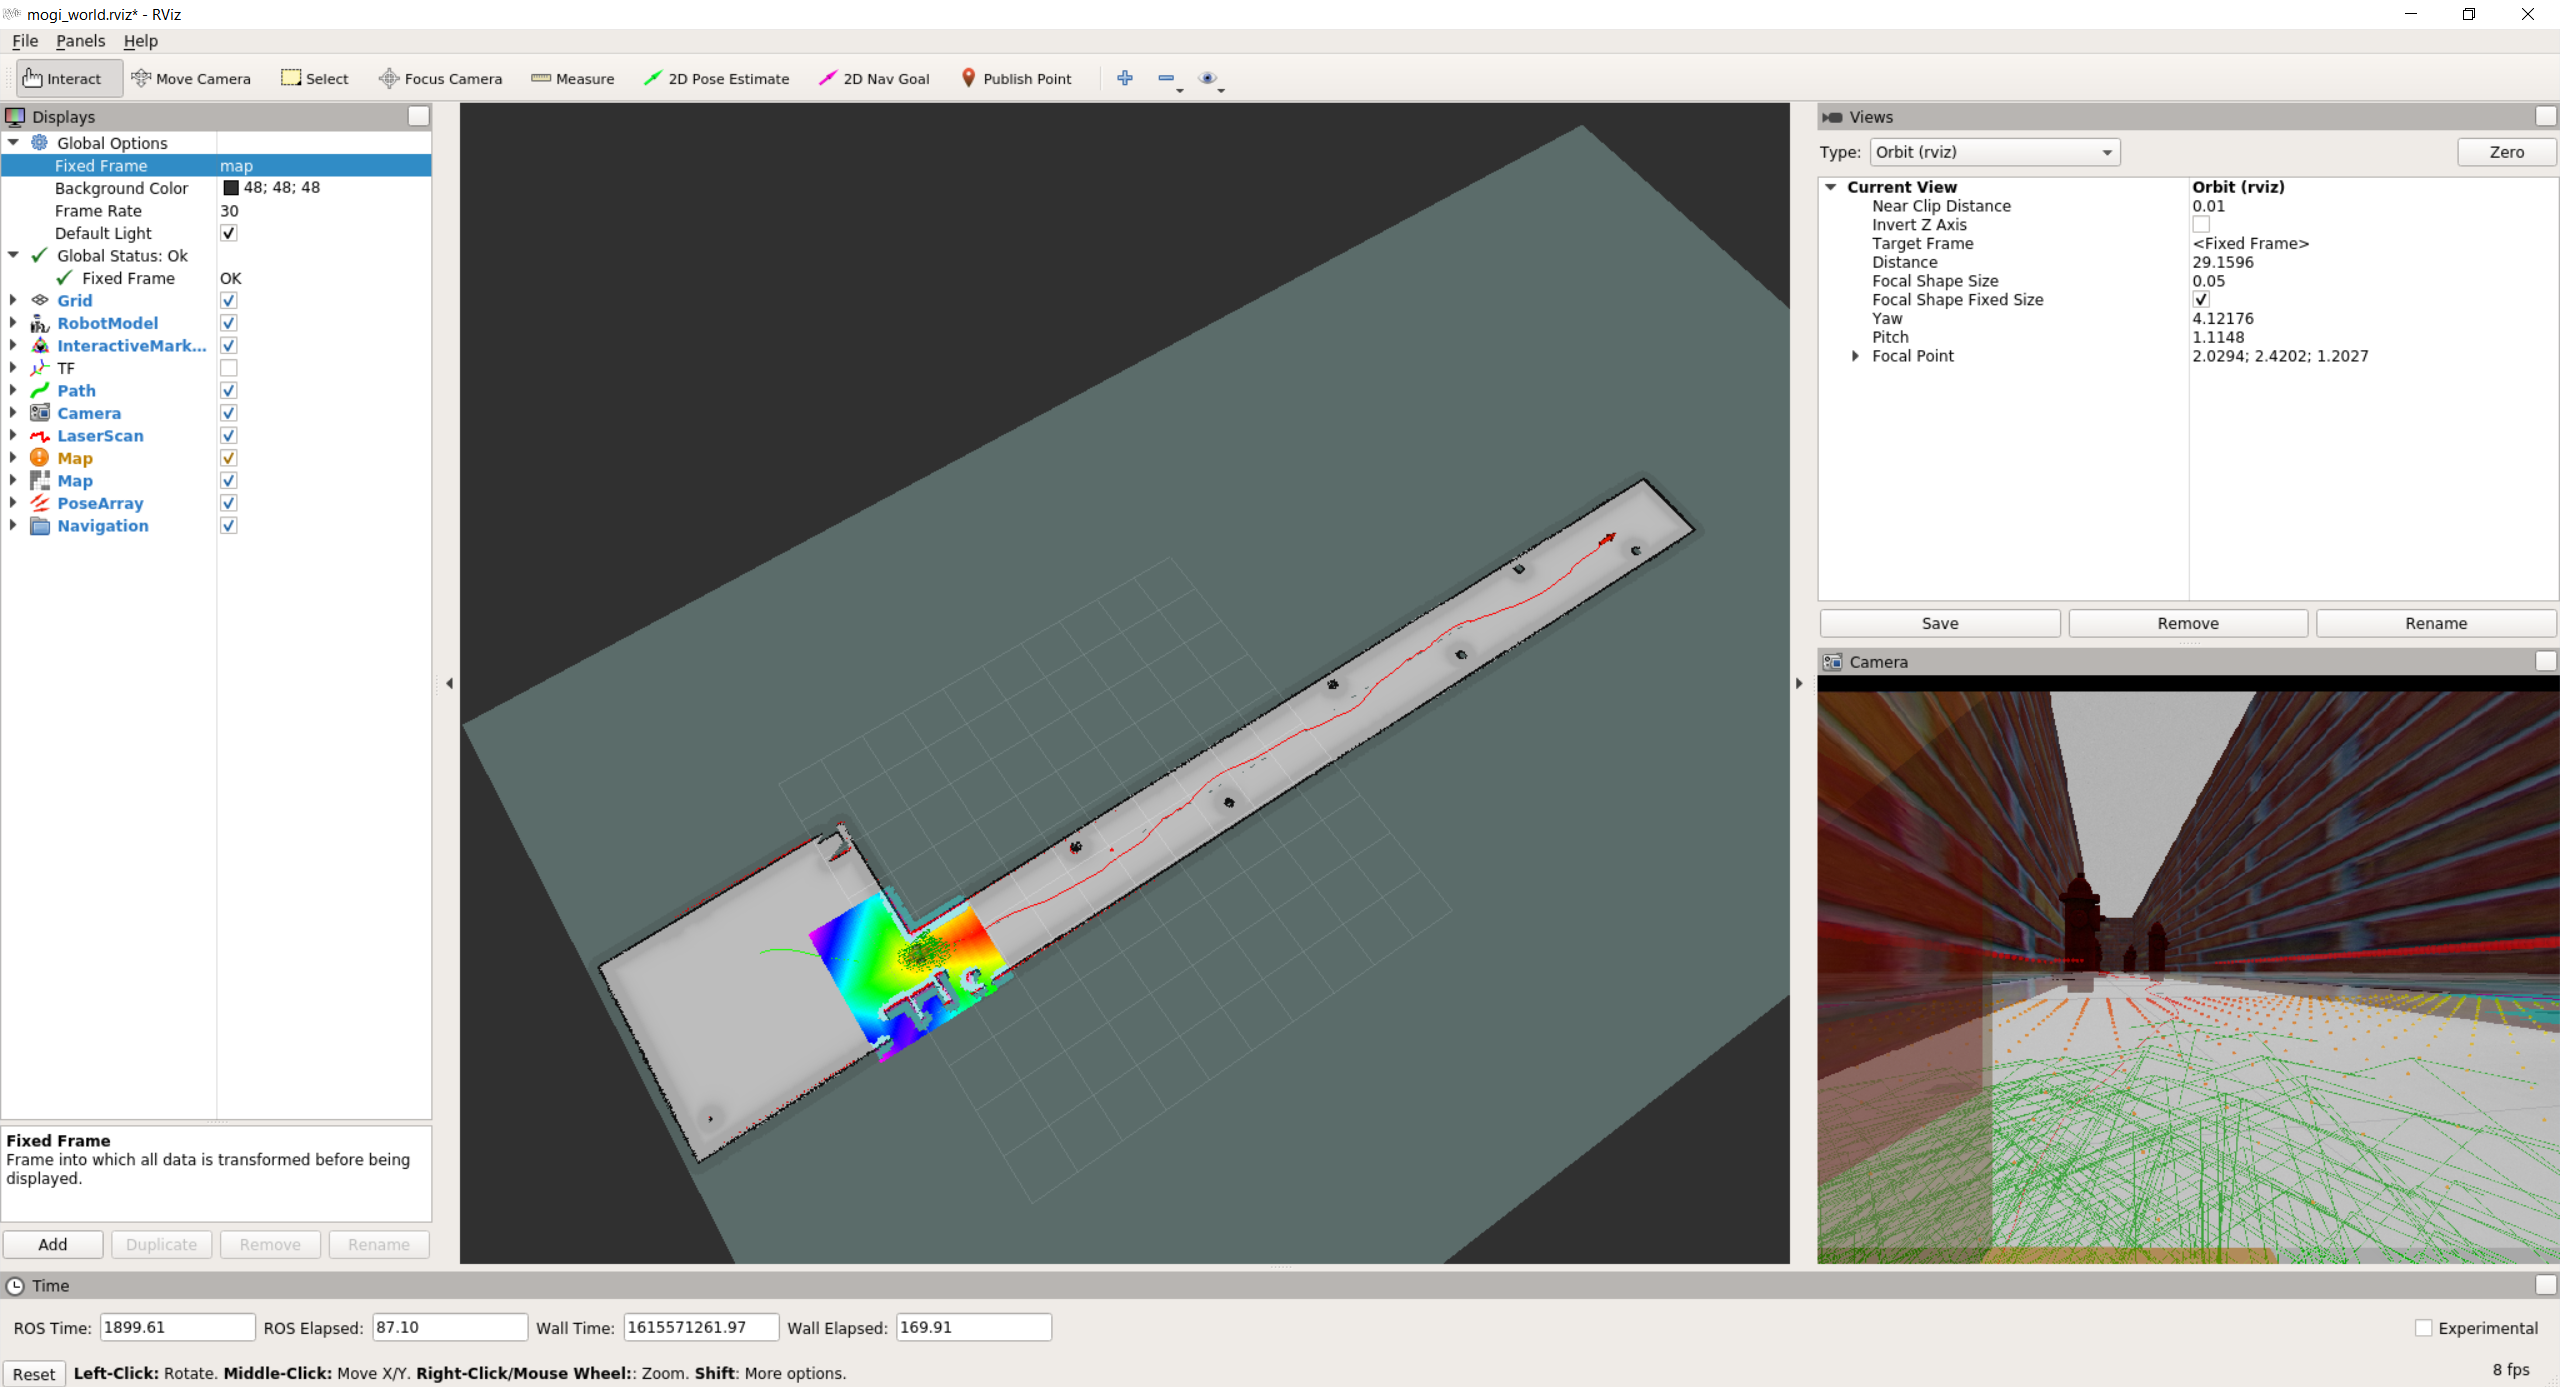 mogi_world.rviz* - RViz
File Panels Help
Interact Move Camera Select Focus Camera Measure 2D Pose Estimate 2D Nav Goal Publish Point
Displays
Global Options
Fixed Frame map
Background Color 48; 48; 48
Frame Rate 30
Default Light
Global Status: Ok
Fixed Frame OK
Grid
RobotModel
InteractiveMark...
TF
Path
Camera
LaserScan
Map
Map
PoseArray
Navigation
Fixed Frame
Frame into which all data is transformed before being
displayed.
Add Duplicate Remove Rename
Views
Type: Orbit (rviz) Zero
Current View Orbit (rviz)
Near Clip Distance 0.01
Invert Z Axis
Target Frame <Fixed Frame>
Distance 29.1596
Focal Shape Size 0.05
Focal Shape Fixed Size
Yaw 4.12176
Pitch 1.1148
Focal Point 2.0294; 2.4202; 1.2027
Save Remove Rename
Camera
Time
ROS Time: 1899.61 ROS Elapsed: 87.10 Wall Time: 1615571261.97 Wall Elapsed: 169.91 Experimental
Reset Left-Click: Rotate. Middle-Click: Move X/Y. Right-Click/Mouse Wheel:: Zoom. Shift: More options. 8 fps